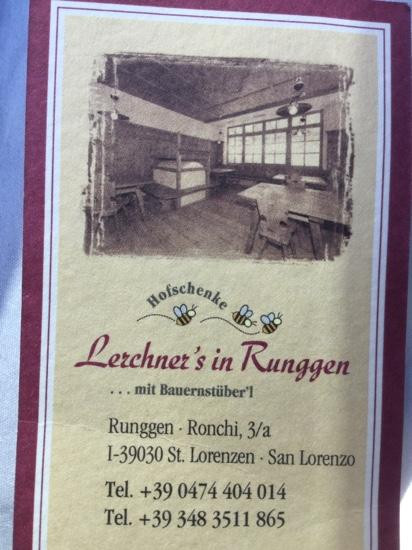 Hofschenke
Lerchner's in Runggen
. . . mit Bauernstüber'l
Runggen · Ronchi, 3/a
I-39030 St. Lorenzen · San Lorenzo
Tel. +39 0474 404 014
Tel. +39 348 3511 865